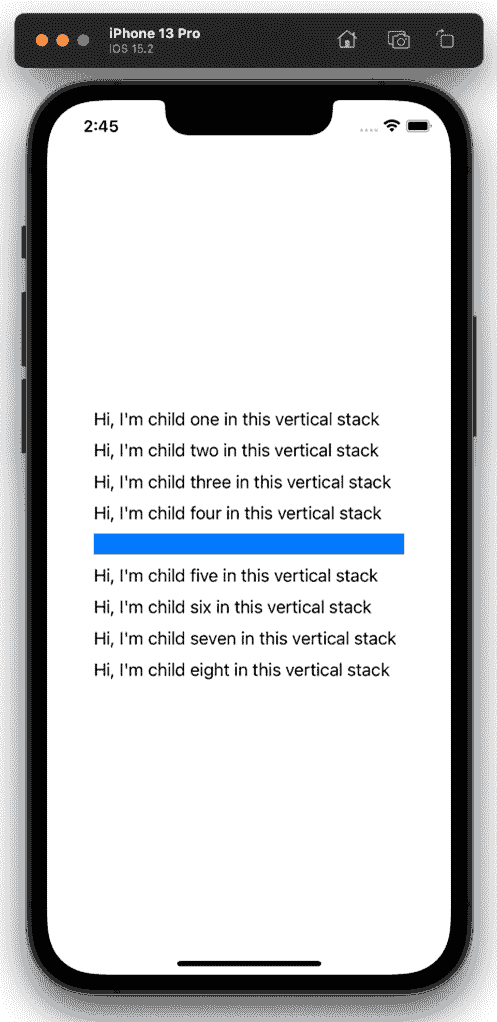 iPhone 13 Pro
iOS 15.2
2:45
Hi, I'm child one in this vertical stack
Hi, I'm child two in this vertical stack
Hi, I'm child three in this vertical stack
Hi, I'm child four in this vertical stack
Hi, I'm child five in this vertical stack
Hi, I'm child six in this vertical stack
Hi, I'm child seven in this vertical stack
Hi, I'm child eight in this vertical stack